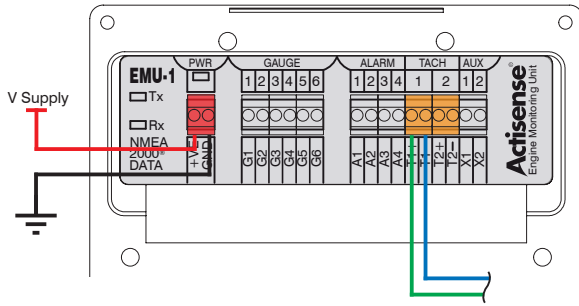 PWR GAUGE ALARM TACH AUX
EMU-1
1 2 3 4 5 6 1 2 3 4 1 2 1 2
V Supply
Tx
Rx
NMEA
2000®
DATA
+VE
GND
G1
G2
G3
G4
G5
G6
A1
A2
A3
A4
T1+
T1-
T2+
T2-
X1
X2
Actisense®
Engine Monitoring Unit